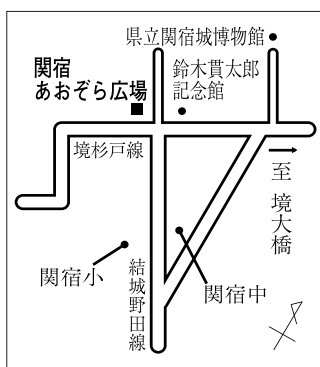 県立関宿城博物館
関宿
あおぞら広場
鈴木貫太郎
記念館
境杉戸線
至 境大橋
関宿小
結城野田線
関宿中